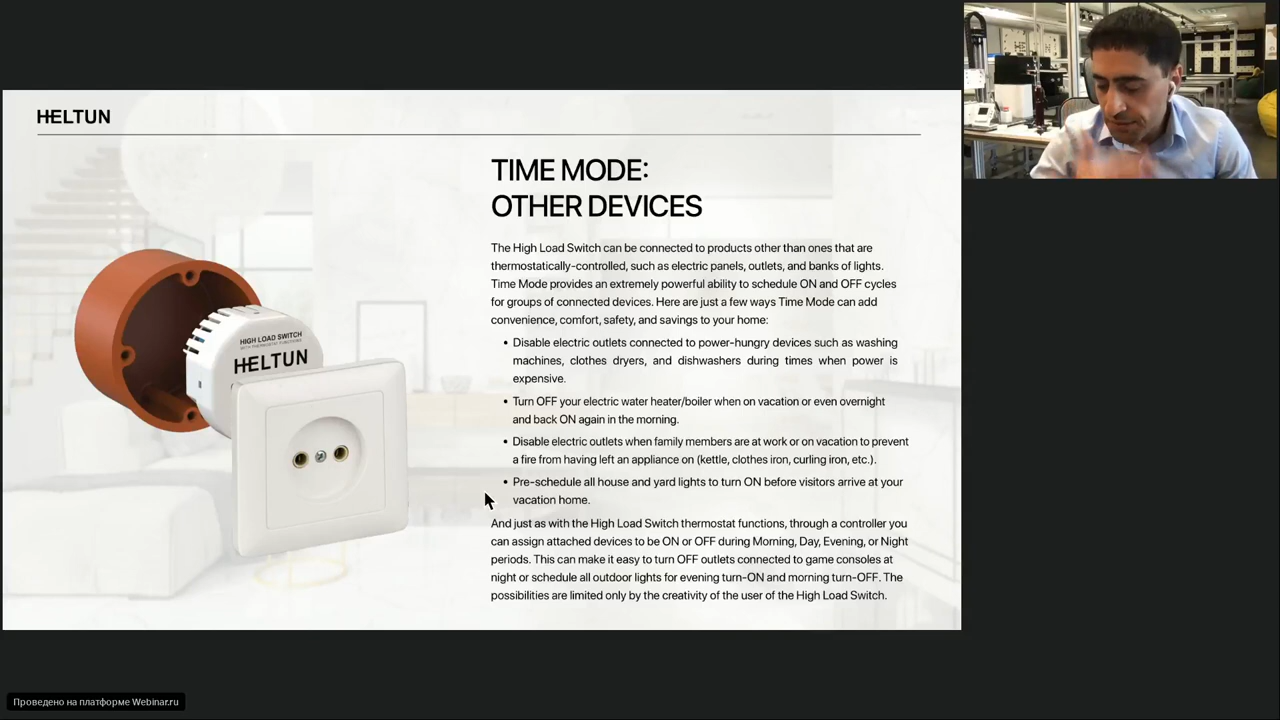 HELTUN
TIME MODE:
OTHER DEVICES
The High Load Switch can be connected to products other than ones that are
thermostatically-controlled, such as electric panels, outlets, and banks of lights.
Time Mode provides an extremely powerful ability to schedule ON and OFF cycles
for groups of connected devices. Here are just a few ways Time Mode can add
convenience, comfort, safety, and savings to your home:
• Disable electric outlets connected to power-hungry devices such as washing
machines, clothes dryers, and dishwashers during times when power is
expensive.
• Turn OFF your electric water heater/boiler when on vacation or even overnight
and back ON again in the morning.
• Disable electric outlets when family members are at work or on vacation to prevent
a fire from having left an appliance on (kettle, clothes iron, curling iron, etc.).
• Pre-schedule all house and yard lights to turn ON before visitors arrive at your
vacation home.
And just as with the High Load Switch thermostat functions, through a controller you
can assign attached devices to be ON or OFF during Morning, Day, Evening, or Night
periods. This can make it easy to turn OFF outlets connected to game consoles at
night or schedule all outdoor lights for evening turn-ON and morning turn-OFF. The
possibilities are limited only by the creativity of the user of the High Load Switch.
HIGH LOAD SWITCH
WITH THERMOSTAT FUNCTIONS
HELTUN
Проведено на платформе Webinar.ru